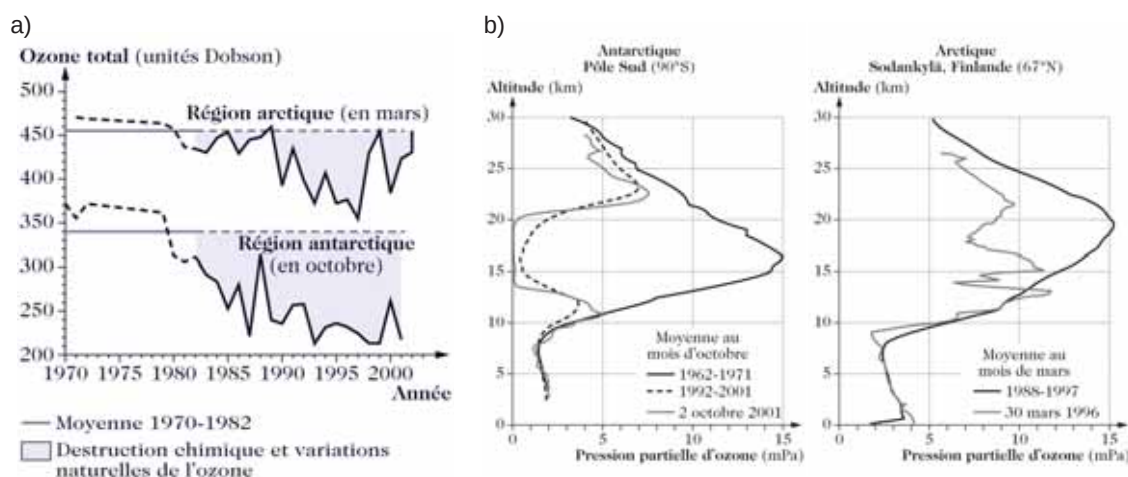 a)
Ozone total (unités Dobson)
500
450
400
350
300
250
200
Région arctique (en mars)
Région antarctique
(en octobre)
1970 1975 1980 1985 1990 1995 2000
Année
Moyenne 1970-1982
Destruction chimique et variations
naturelles de l'ozone
b)
Antarctique
Pôle Sud (90°S)
Altitude (km)
30
25
20
15
10
5
0
Moyenne au
mois d'octobre
1962-1971
1992-2001
2 octobre 2001
0 5 10 15
Pression partielle d'ozone (mPa)
Arctique
Sodankylä, Finlande (67°N)
Altitude (km)
30
25
20
15
10
5
0
Moyenne au
mois de mars
1988-1997
30 mars 1996
0 5 10 15
Pression partielle d'ozone (mPa)